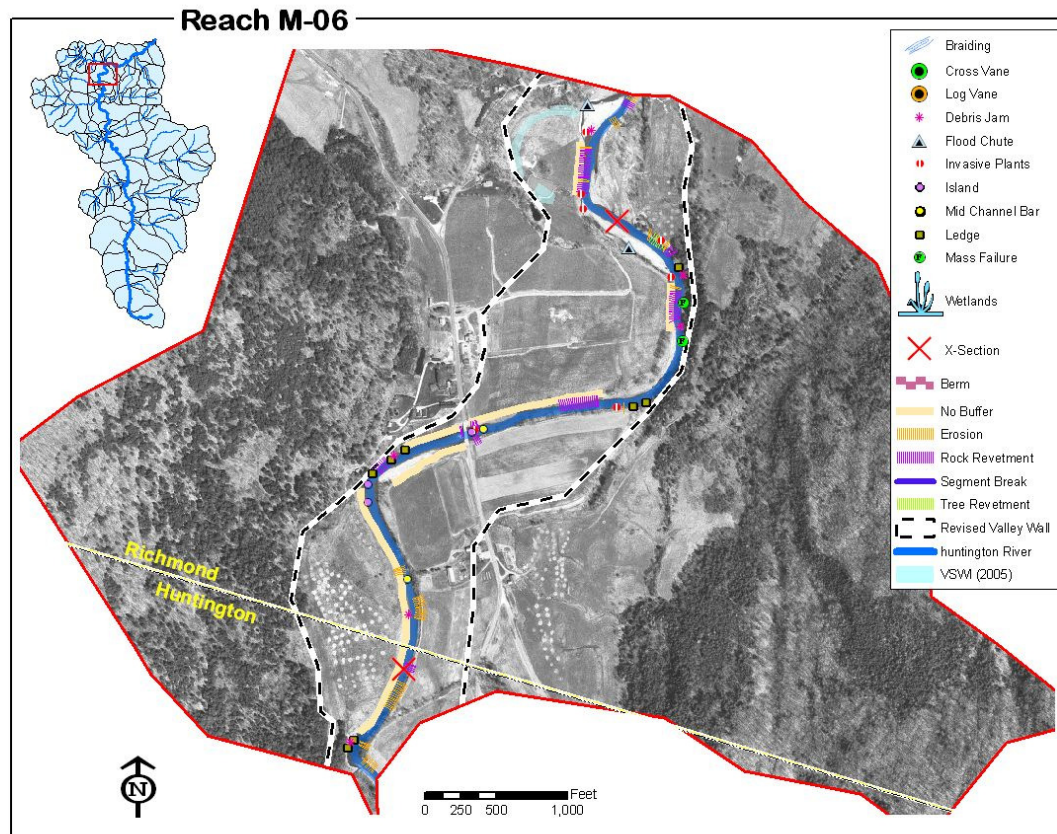 Reach M-06
Braiding
Cross Vane
Log Vane
Debris Jam
Flood Chute
Invasive Plants
Island
Mid Channel Bar
Ledge
F Mass Failure
Wetlands
X-Section
Berm
No Buffer
Erosion
Rock Revetment
Segment Break
Tree Revetment
Revised Valley Wall
huntington River
VSWI (2005)
F
F
Richmond
Huntington
N
Feet
0 250 500 1,000